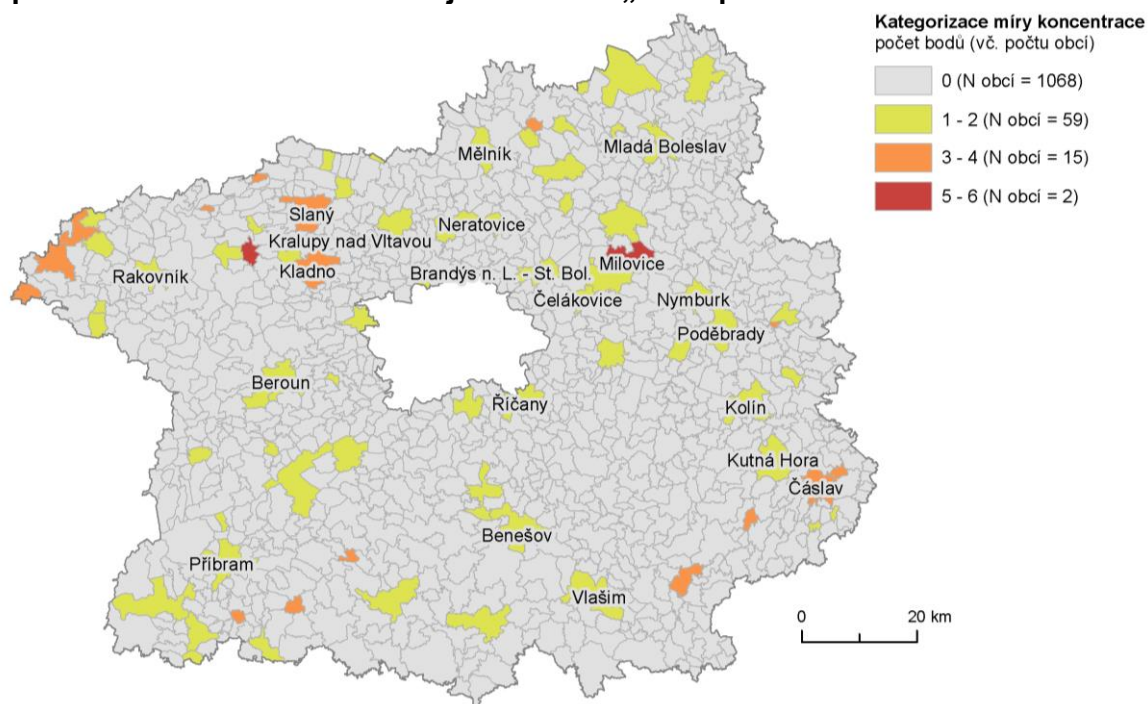 Kategorizace míry koncentrace
počet bodů (vč. počtu obcí)
0 (N obcí = 1068)
1 - 2 (N obcí = 59)
3 - 4 (N obcí = 15)
5 - 6 (N obcí = 2)
Mělník
Mladá Boleslav
Slaný
Neratovice
Kralupy nad Vltavou
Milovice
Rakovník
Kladno
Brandýs n. L. - St. Bol.
Čelákovice
Nymburk
Poděbrady
Beroun
Říčany
Kolín
Kutná Hora
Čáslav
Benešov
Příbram
Vlašim
0
20 km